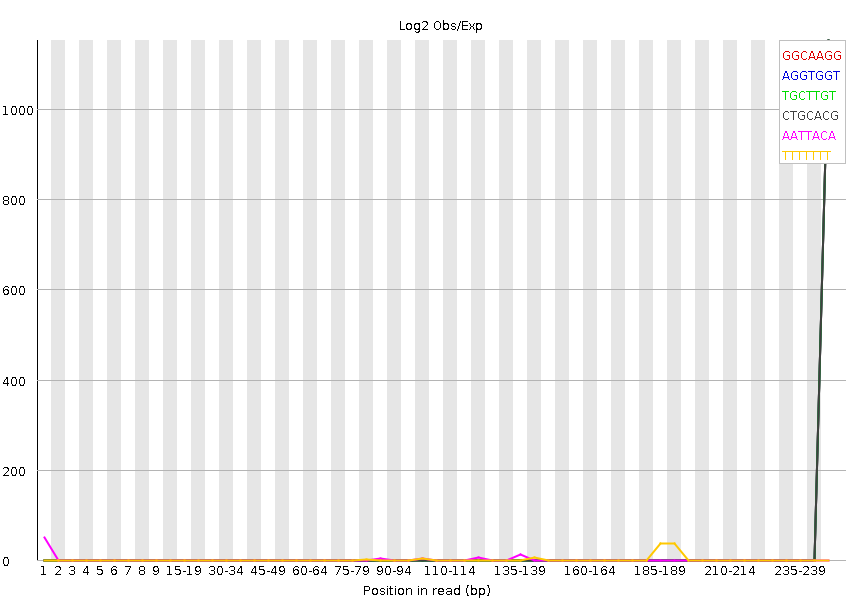 Log2 Obs/Exp
GGCAAGG
AGGTGGT
TGCTTGT
CTGCACG
AATTACA
TTTTTTT
1000
800
600
400
200
0
1 2 3 4 5 6 7 8 9 15-19 30-34 45-49 60-64 75-79 90-94 110-114 135-139 160-164 185-189 210-214 235-239
Position in read (bp)